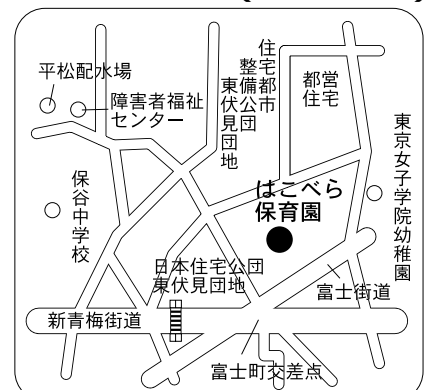 平松配水場
障害者福祉
センター
住宅都市
整備公団
東伏見団地
都営
住宅
東京女子学院幼稚園
はこべら
保育園
保谷中学校
日本住宅公団
東伏見団地
富士街道
新青梅街道
富士町交差点